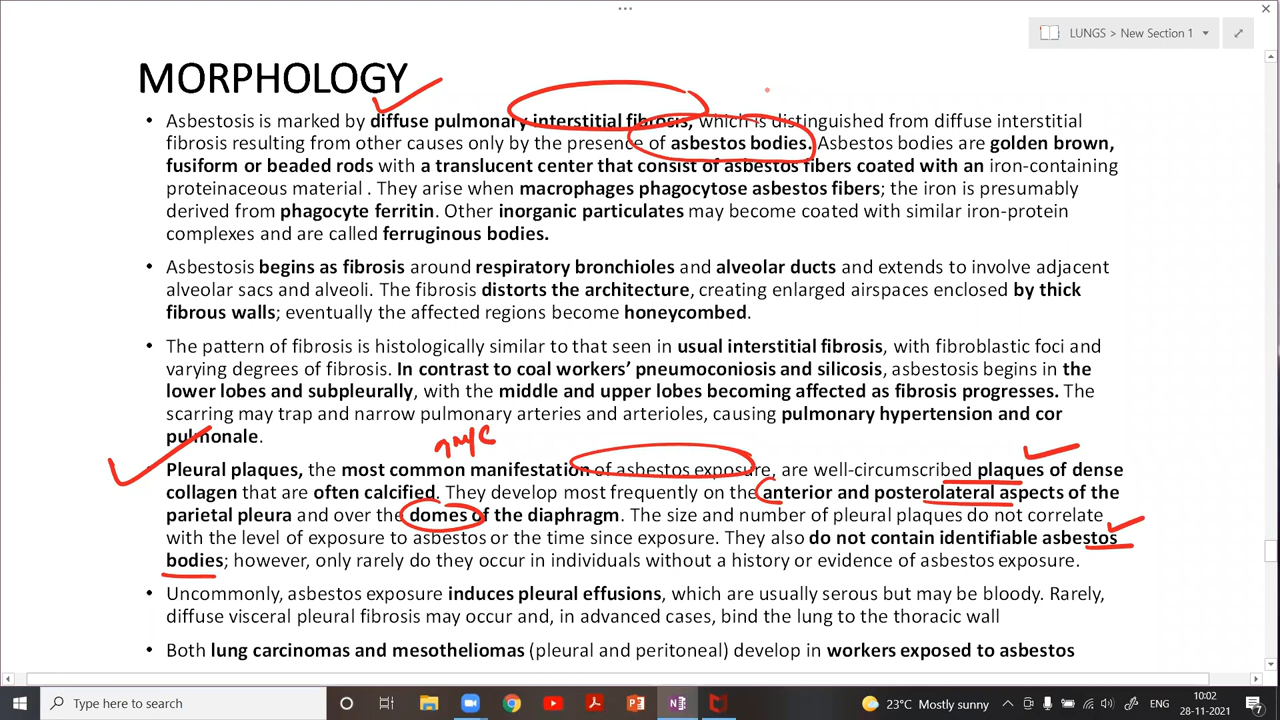 LUNGS > New Section 1
MORPHOLOGY
• Asbestosis is marked by diffuse pulmonary interstitial fibrosis, which is distinguished from diffuse interstitial
fibrosis resulting from other causes only by the presence of asbestos bodies. Asbestos bodies are golden brown,
fusiform or beaded rods with a translucent center that consist of asbestos fibers coated with an iron-containing
proteinaceous material . They arise when macrophages phagocytose asbestos fibers; the iron is presumably
derived from phagocyte ferritin. Other inorganic particulates may become coated with similar iron-protein
complexes and are called ferruginous bodies.
• Asbestosis begins as fibrosis around respiratory bronchioles and alveolar ducts and extends to involve adjacent
alveolar sacs and alveoli. The fibrosis distorts the architecture, creating enlarged airspaces enclosed by thick
fibrous walls; eventually the affected regions become honeycombed.
• The pattern of fibrosis is histologically similar to that seen in usual interstitial fibrosis, with fibroblastic foci and
varying degrees of fibrosis. In contrast to coal workers’ pneumoconiosis and silicosis, asbestosis begins in the
lower lobes and subpleurally, with the middle and upper lobes becoming affected as fibrosis progresses. The
scarring may trap and narrow pulmonary arteries and arterioles, causing pulmonary hypertension and cor
pulmonale.
• Pleural plaques, the most common manifestation of asbestos exposure, are well-circumscribed plaques of dense
collagen that are often calcified. They develop most frequently on the anterior and posterolateral aspects of the
parietal pleura and over the domes of the diaphragm. The size and number of pleural plaques do not correlate
with the level of exposure to asbestos or the time since exposure. They also do not contain identifiable asbestos
bodies; however, only rarely do they occur in individuals without a history or evidence of asbestos exposure.
• Uncommonly, asbestos exposure induces pleural effusions, which are usually serous but may be bloody. Rarely,
diffuse visceral pleural fibrosis may occur and, in advanced cases, bind the lung to the thoracic wall
• Both lung carcinomas and mesotheliomas (pleural and peritoneal) develop in workers exposed to asbestos
Type here to search
23°C Mostly sunny
ENG
10:02
28-11-2021
7